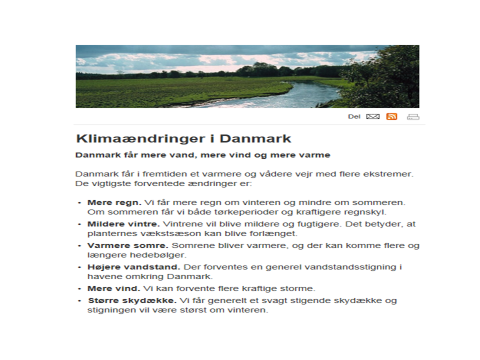 Del
Klimaændringer i Danmark
Danmark får mere vand, mere vind og mere varme
Danmark får i fremtiden et varmere og vådere vejr med flere ekstremer.
De vigtigste forventede ændringer er:
• Mere regn. Vi får mere regn om vinteren og mindre om sommeren.
Om sommeren får vi både tørkeperioder og kraftigere regnskyl.
• Mildere vintre. Vintrene vil blive mildere og fugtigere. Det betyder, at
planternes vækstsæson kan blive forlænget.
• Varmere somre. Somrene bliver varmere, og der kan komme flere og
længere hedebølger.
• Højere vandstand. Der forventes en generel vandstandsstigning i
havene omkring Danmark.
• Mere vind. Vi kan forvente flere kraftige storme.
• Større skydække. Vi får generelt et svagt stigende skydække og
stigningen vil være størst om vinteren.